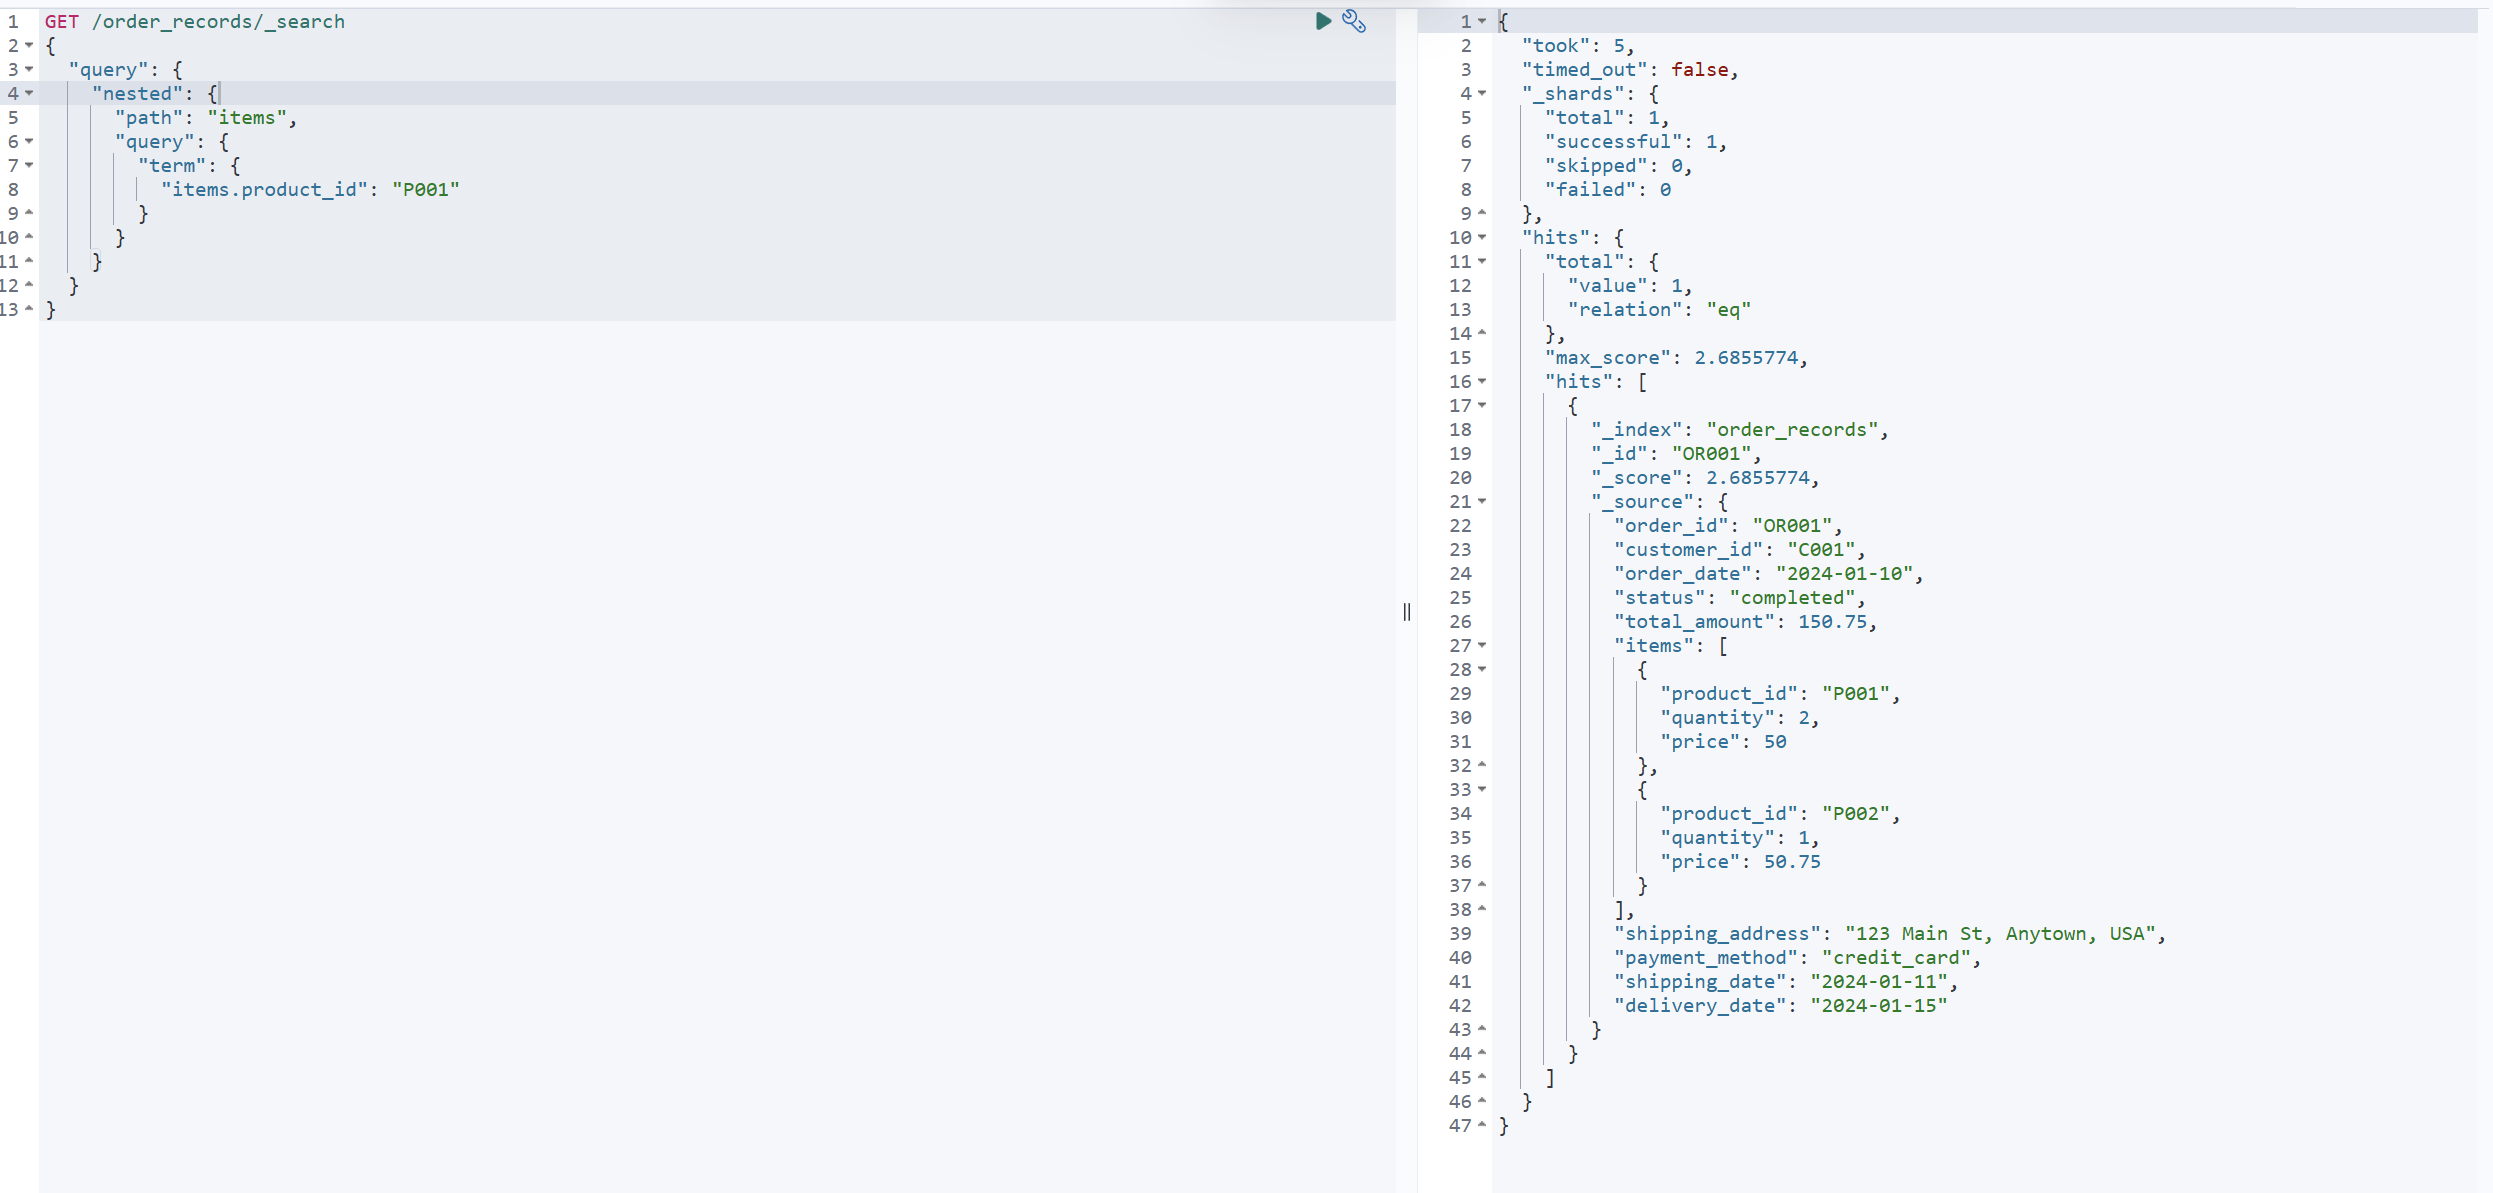 1 GET /order_records/_search
2 {
3   "query": {
4     "nested": {
5       "path": "items",
6       "query": {
7         "term": {
8           "items.product_id": "P001"
9         }
10       }
11     }
12   }
13 }
1 {
2   "took": 5,
3   "timed_out": false,
4   "_shards": {
5     "total": 1,
6     "successful": 1,
7     "skipped": 0,
8     "failed": 0
9   },
10   "hits": {
11     "total": {
12       "value": 1,
13       "relation": "eq"
14     },
15     "max_score": 2.6855774,
16     "hits": [
17       {
18         "_index": "order_records",
19         "_id": "OR001",
20         "_score": 2.6855774,
21         "_source": {
22           "order_id": "OR001",
23           "customer_id": "C001",
24           "order_date": "2024-01-10",
25           "status": "completed",
26           "total_amount": 150.75,
27           "items": [
28             {
29               "product_id": "P001",
30               "quantity": 2,
31               "price": 50
32             },
33             {
34               "product_id": "P002",
35               "quantity": 1,
36               "price": 50.75
37             }
38           ],
39           "shipping_address": "123 Main St, Anytown, USA",
40           "payment_method": "credit_card",
41           "shipping_date": "2024-01-11",
42           "delivery_date": "2024-01-15"
43         }
44       }
45     ]
46   }
47 }